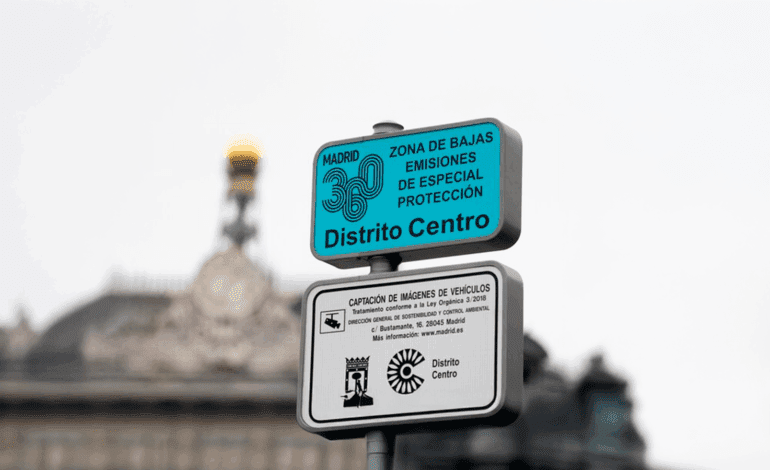 MADRID
360
ZONA DE BAJAS
EMISIONES
DE ESPECIAL
PROTECCIÓN
Distrito Centro
CAPTACIÓN DE IMÁGENES DE VEHÍCULOS
Tratamiento conforme a la Ley Orgánica 3/2018
DIRECCIÓN GENERAL DE SOSTENIBILIDAD Y CONTROL AMBIENTAL
c/ Bustamante, 16. 28045 Madrid
Más información: www.madrid.es
Distrito
Centro